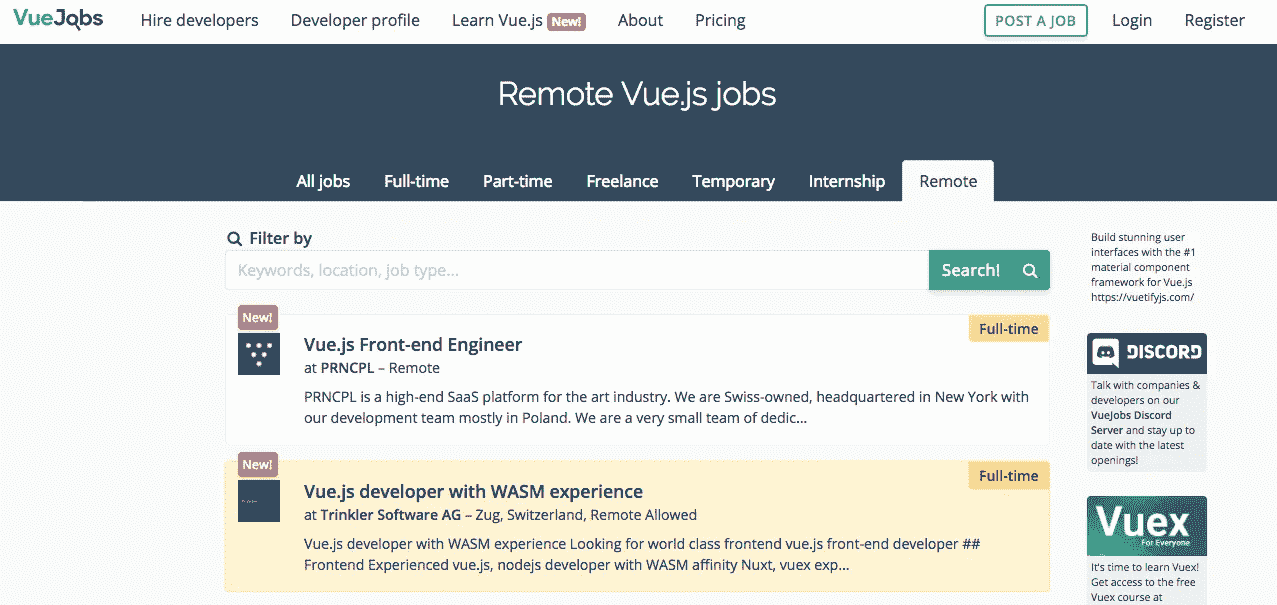 VueJobs
Hire developers
Developer profile
Learn Vue.js New!
About
Pricing
POST A JOB
Login
Register
Remote Vue.js jobs
All jobs
Full-time
Part-time
Freelance
Temporary
Internship
Remote
Filter by
Keywords, location, job type...
Search!
New!
Full-time
Vue.js Front-end Engineer
at PRNCPL – Remote
PRNCPL is a high-end SaaS platform for the art industry. We are Swiss-owned, headquartered in New York with
our development team mostly in Poland. We are a very small team of dedic...
New!
Full-time
Vue.js developer with WASM experience
at Trinkler Software AG – Zug, Switzerland, Remote Allowed
Vue.js developer with WASM experience Looking for world class frontend vue.js front-end developer ##
Frontend Experienced vue.js, nodejs developer with WASM affinity Nuxt, vuex exp...
Build stunning user
interfaces with the #1
material component
framework for Vue.js
https://vuetifyjs.com/
DISCORD
Talk with companies &
developers on our
VueJobs Discord
Server and stay up to
date with the latest
openings!
Vuex
For Everyone
It's time to learn Vuex!
Get access to the free
Vuex course at